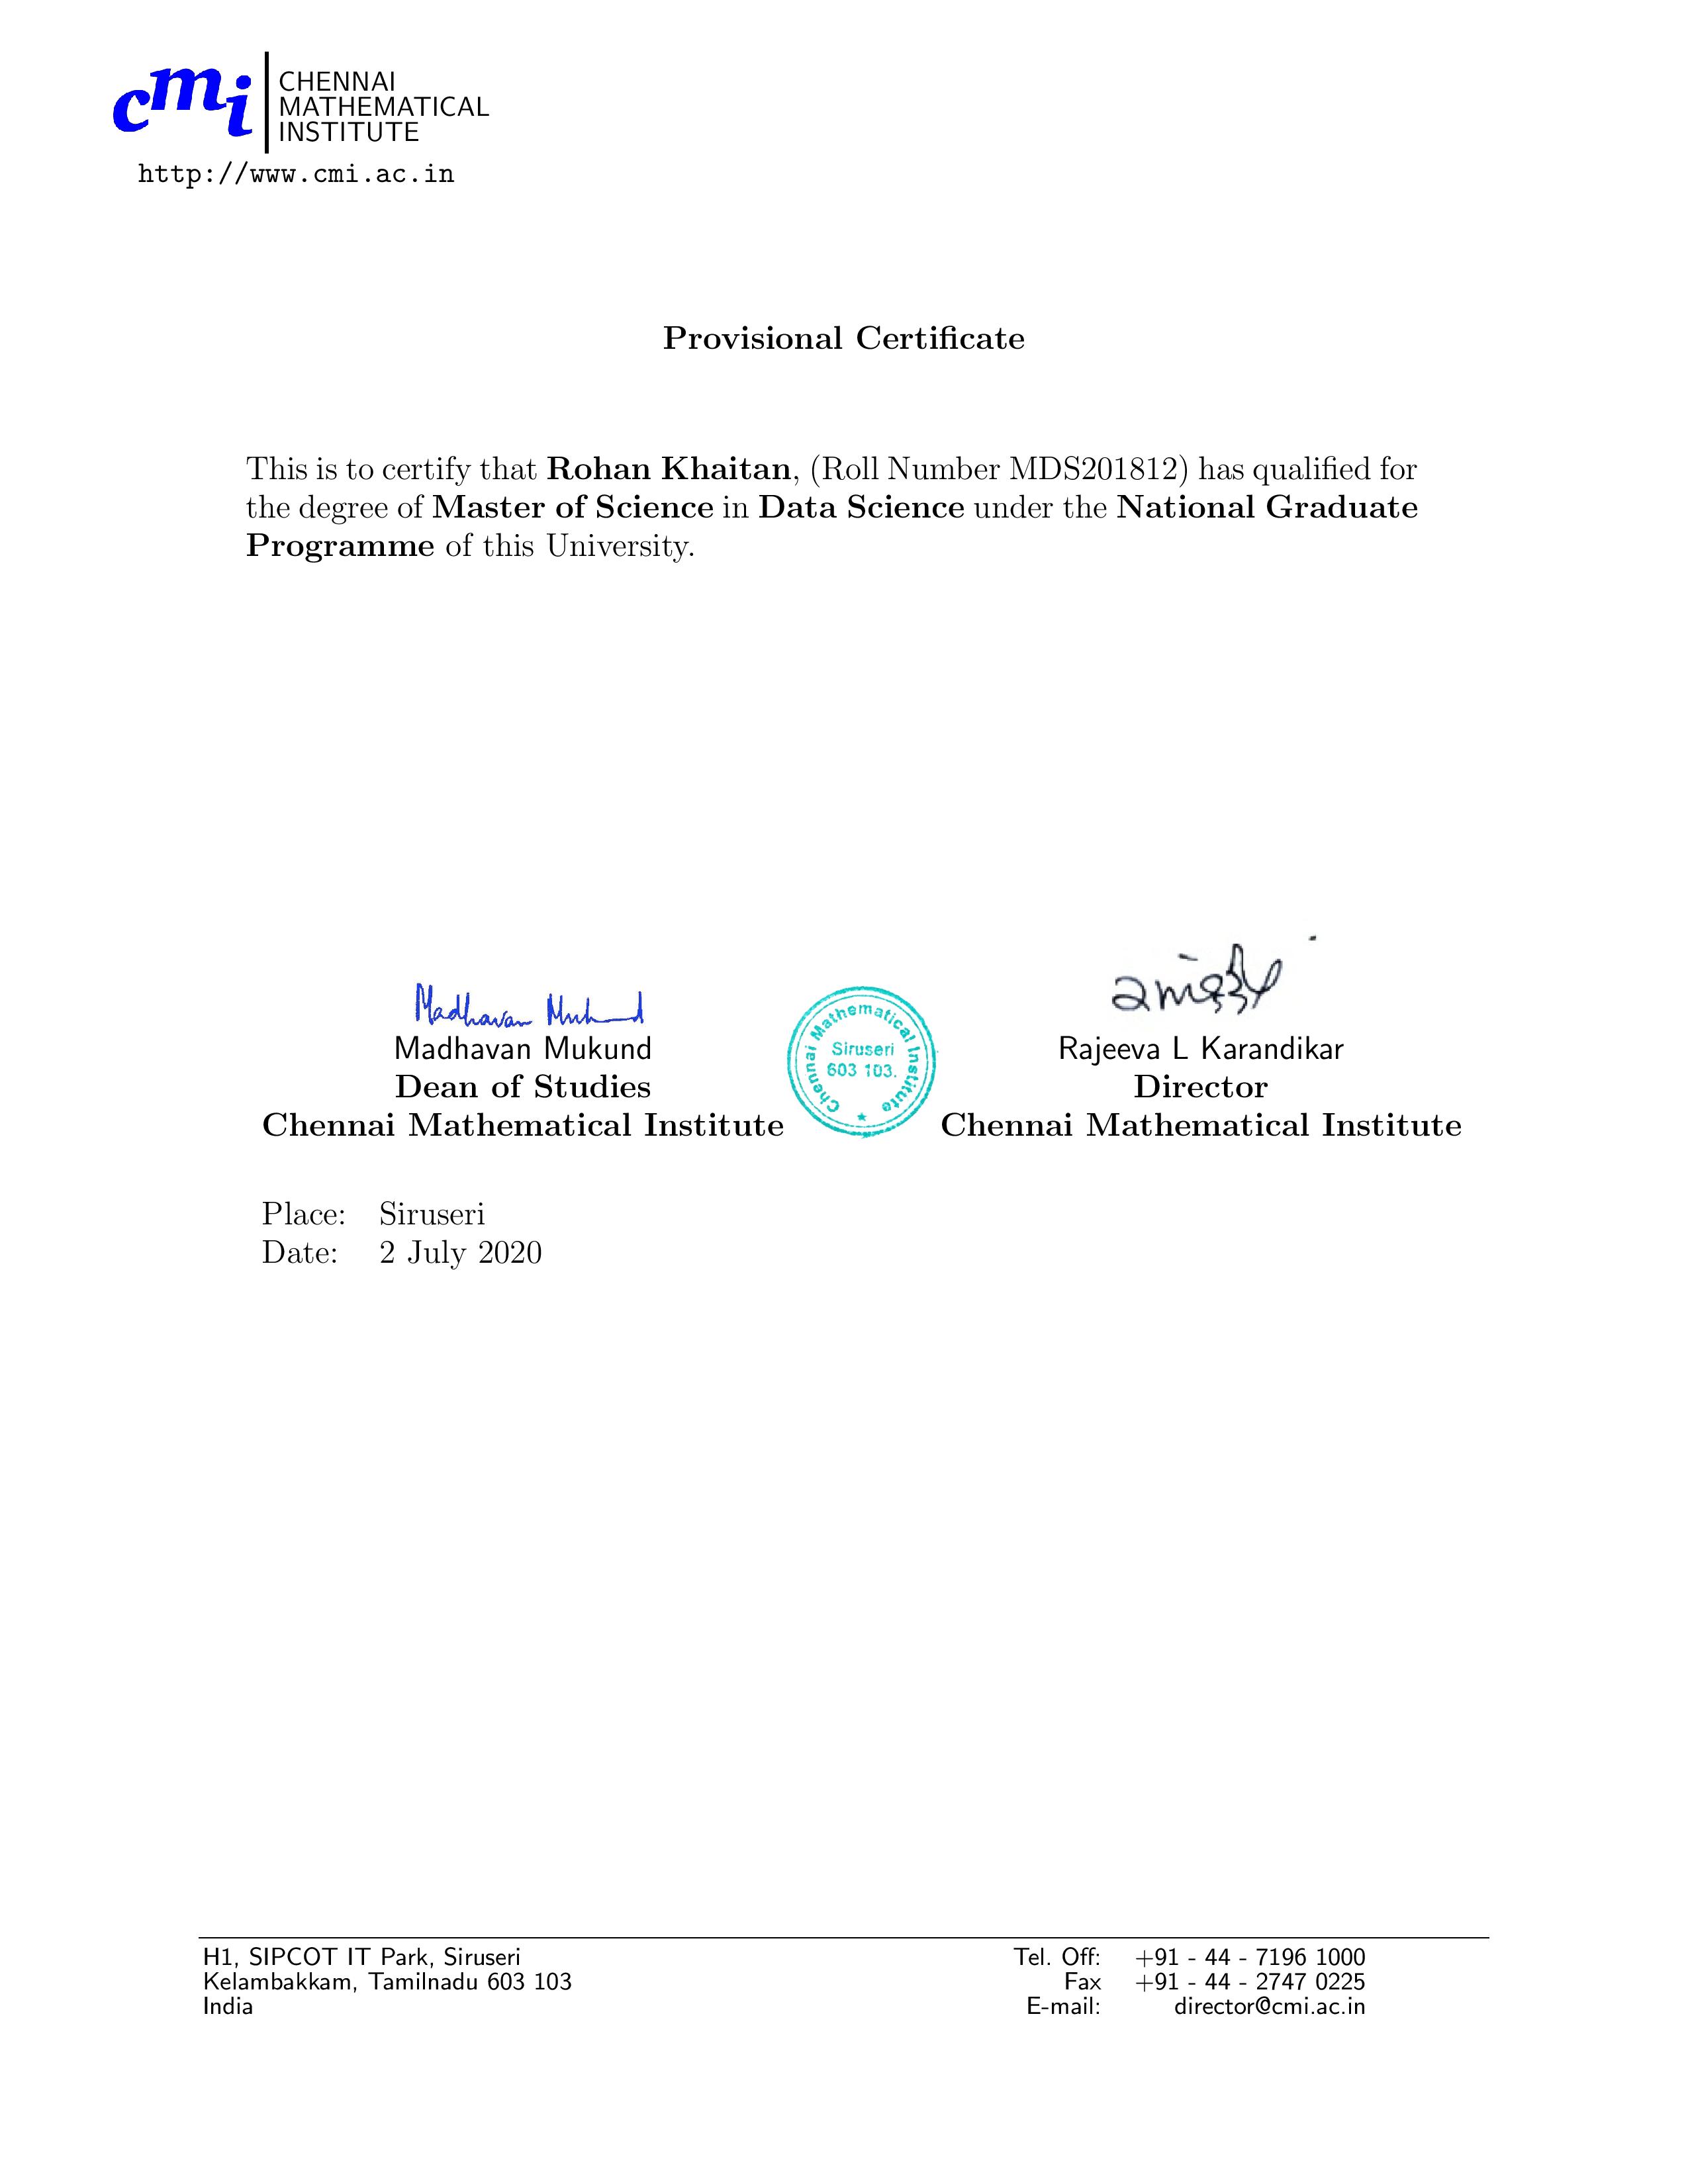 cmi
CHENNAI
MATHEMATICAL
INSTITUTE
http://www.cmi.ac.in
Provisional Certificate
This is to certify that Rohan Khaitan, (Roll Number MDS201812) has qualified for
the degree of Master of Science in Data Science under the National Graduate
Programme of this University.
Madhavan Mukund
Madhavan Mukund
Dean of Studies
Chennai Mathematical Institute
Chennai Mathematical Institute
Siruseri
603 103.
Rajeeva L Karandikar
Director
Chennai Mathematical Institute
Place: Siruseri
Date: 2 July 2020
H1, SIPCOT IT Park, Siruseri
Kelambakkam, Tamilnadu 603 103
India
Tel. Off: +91 - 44 - 7196 1000
Fax +91 - 44 - 2747 0225
E-mail: director@cmi.ac.in